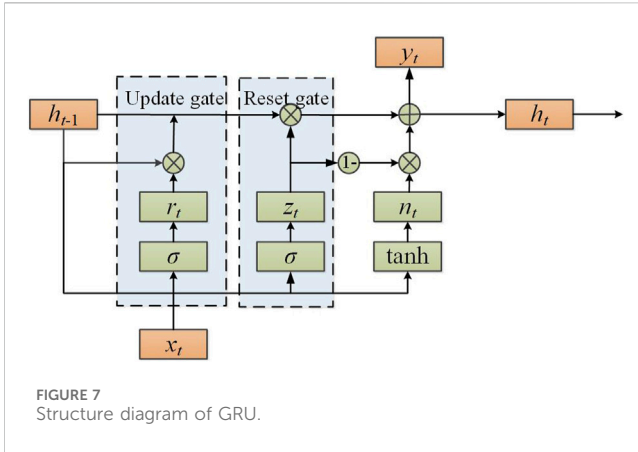 y_t
Update gate
Reset gate
h_{t-1}
h_t
1-
r_t
z_t
n_t
σ
σ
tanh
x_t
FIGURE 7
Structure diagram of GRU.